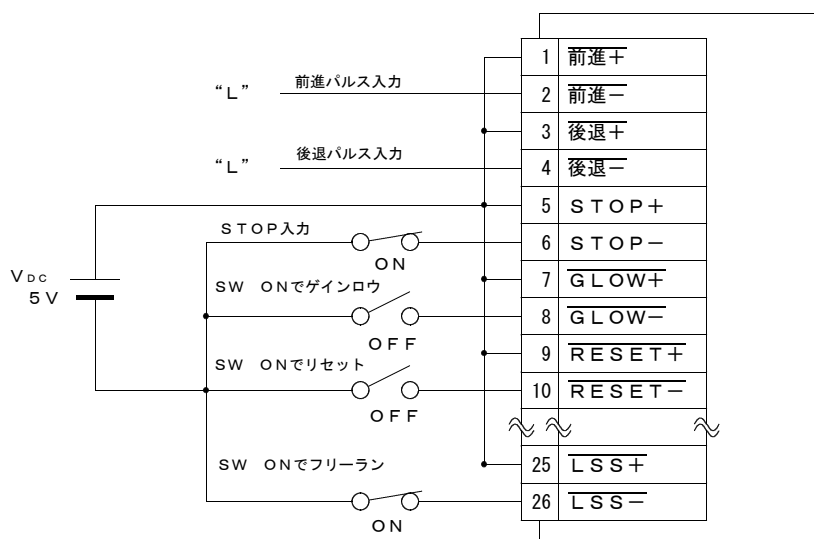 1 前進＋
“Ｌ” 前進パルス入力 2 前進－
3 後退＋
“Ｌ” 後退パルス入力 4 後退－
5 ＳＴＯＰ＋
ＳＴＯＰ入力 6 ＳＴＯＰ－
ＯＮ
VDC
５Ｖ
7 ＧＬＯＷ＋
ＳＷ ＯＮでゲインロウ 8 ＧＬＯＷ－
ＯＦＦ
9 ＲＥＳＥＴ＋
ＳＷ ＯＮでリセット 10 ＲＥＳＥＴ－
ＯＦＦ
25 ＬＳＳ＋
ＳＷ ＯＮでフリーラン 26 ＬＳＳ－
ＯＮ